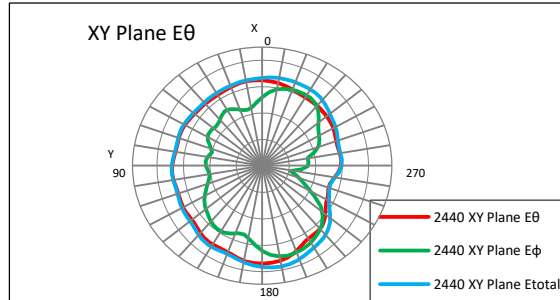 XY Plane Eθ
X
0
Y
90
270
180
2440 XY Plane Eθ
2440 XY Plane Eϕ
2440 XY Plane Etotal